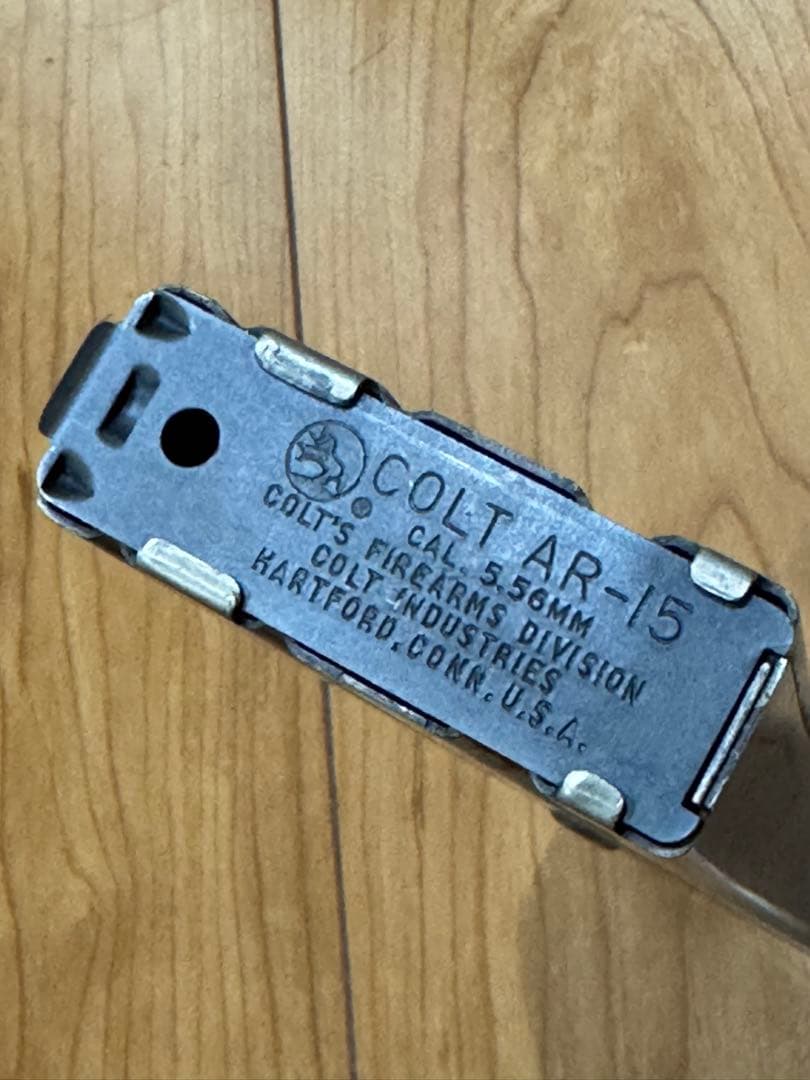 ® COLT AR-15
CAL. 5.56MM
COLT'S FIREARMS DIVISION
COLT INDUSTRIES
HARTFORD.CONN.U.S.A.